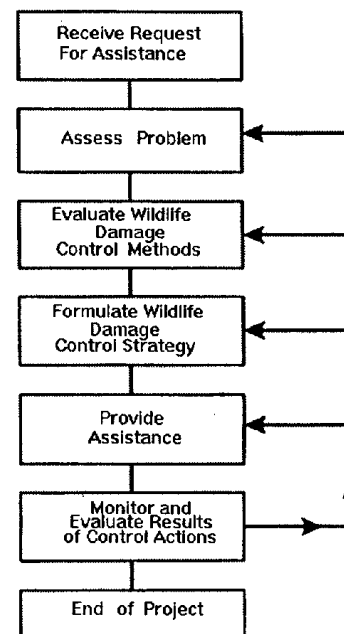 Receive Request
For Assistance
Assess Problem
Evaluate Wildlife
Damage
Control Methods
Formulate Wildlife
Damage
Control Strategy
Provide
Assistance
Monitor and
Evaluate Results
of Control Actions
End of Project